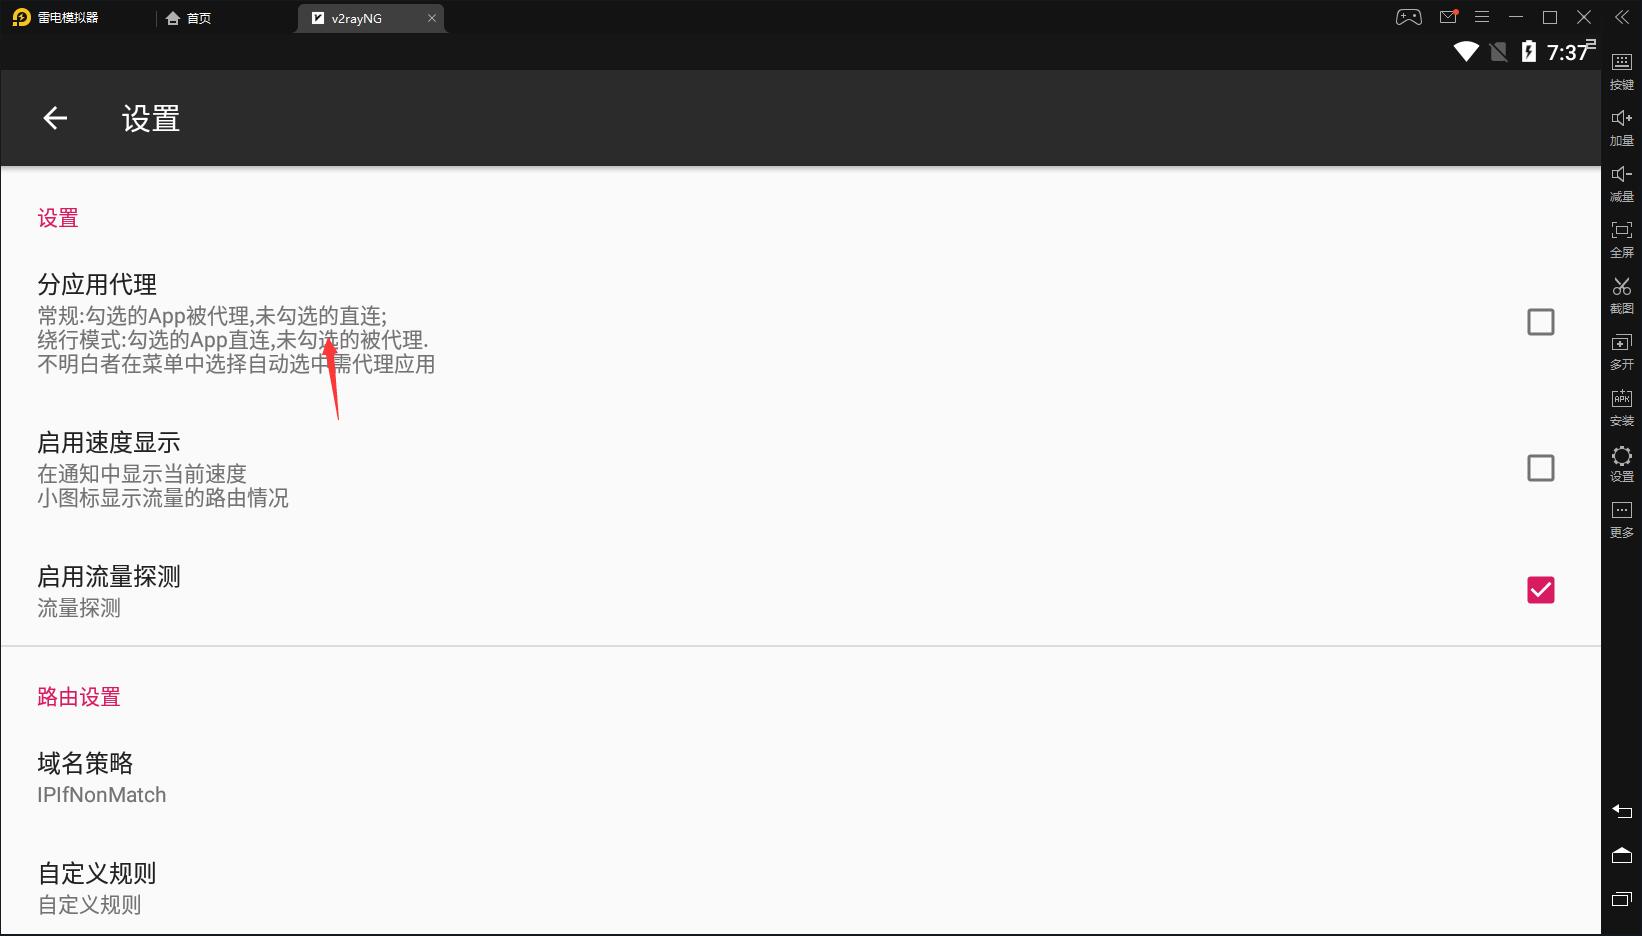 雷电模拟器
首页
v2rayNG
7:37
2
设置
设置
分应用代理
常规:勾选的App被代理,未勾选的直连;
绕行模式:勾选的App直连,未勾选的被代理.
不明白者在菜单中选择自动选中需代理应用
启用速度显示
在通知中显示当前速度
小图标显示流量的路由情况
启用流量探测
流量探测
路由设置
域名策略
IPIfNonMatch
自定义规则
自定义规则
按键
加量
减量
全屏
截图
多开
APK
安装
设置
更多